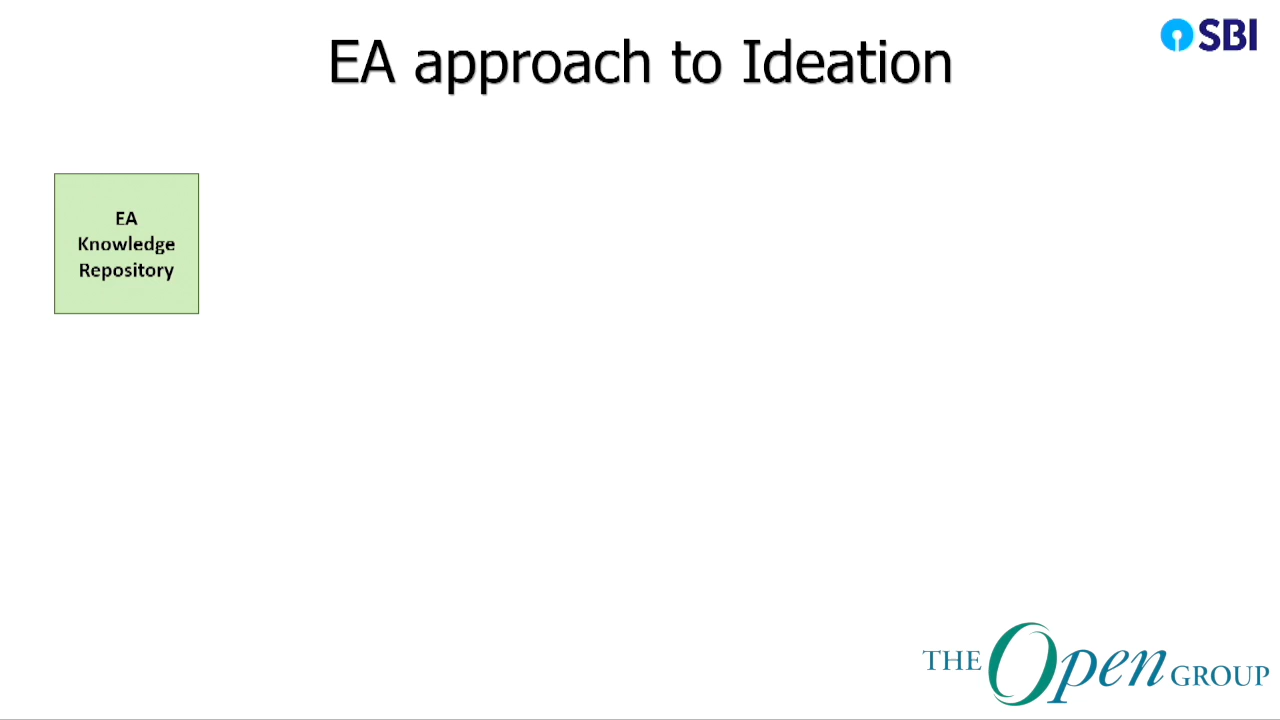 EA approach to Ideation
SBI
EA
Knowledge
Repository
THE Open GROUP